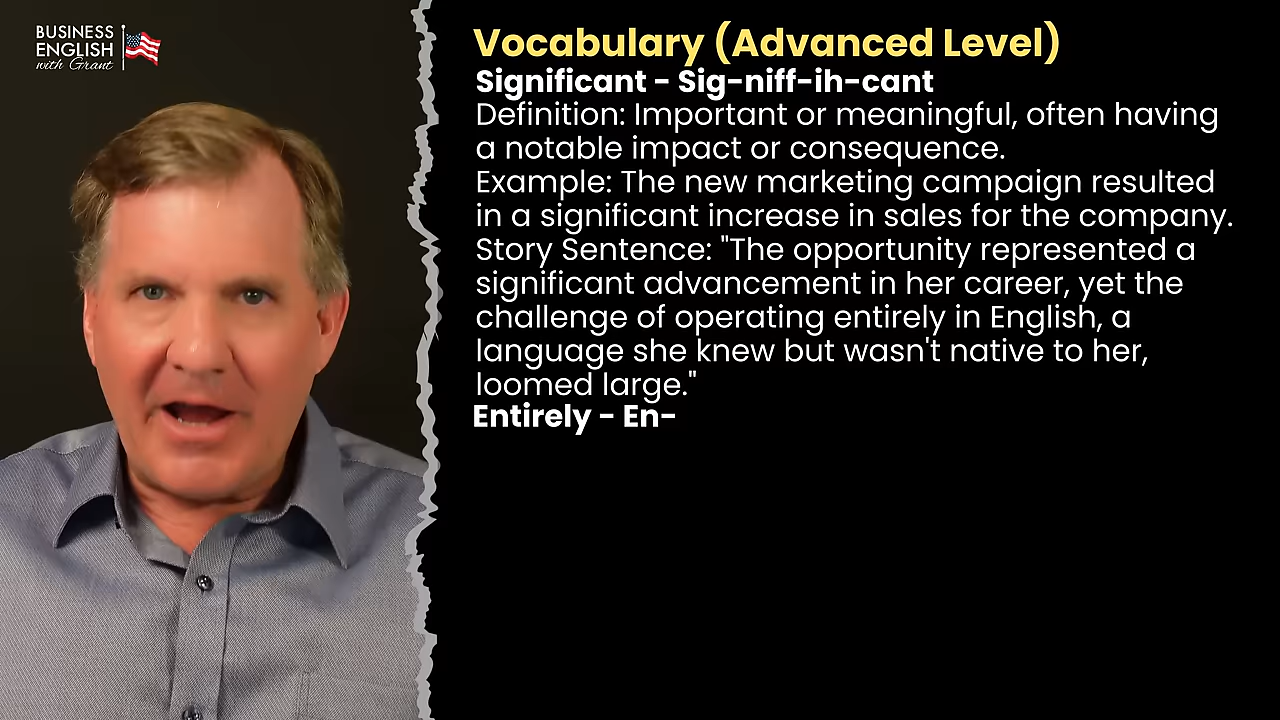 BUSINESS
ENGLISH
with Grant
Vocabulary (Advanced Level)
Significant - Sig-niff-ih-cant
Definition: Important or meaningful, often having
a notable impact or consequence.
Example: The new marketing campaign resulted
in a significant increase in sales for the company.
Story Sentence: "The opportunity represented a
significant advancement in her career, yet the
challenge of operating entirely in English, a
language she knew but wasn't native to her,
loomed large."
Entirely - En-